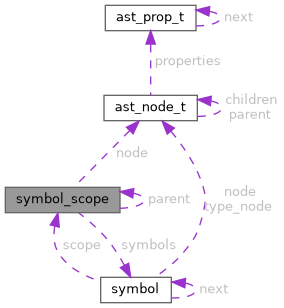 ast_prop_t
next
properties
ast_node_t
children
parent
node
symbol_scope
parent
node
type_node
scope
symbols
symbol
next